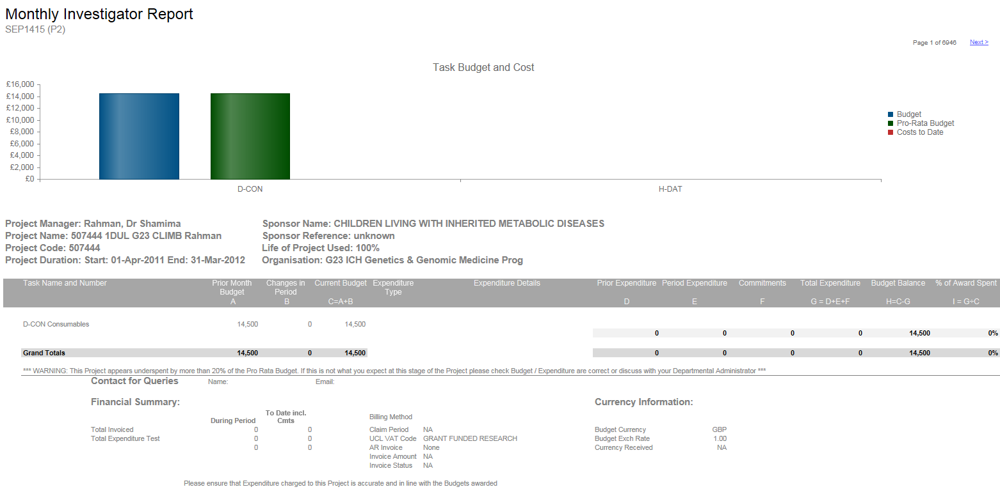 Monthly Investigator Report
SEP1415 (P2)
Page 1 of 6946 Next >
Task Budget and Cost
£16,000
£14,000
£12,000
£10,000
£8,000
£6,000
£4,000
£2,000
£0
D-CON H-DAT
Budget
Pro-Rata Budget
Costs to Date
Project Manager: Rahman, Dr Shamima Sponsor Name: CHILDREN LIVING WITH INHERITED METABOLIC DISEASES
Project Name: 507444 1DUL G23 CLIMB Rahman Sponsor Reference: unknown
Project Code: 507444 Life of Project Used: 100%
Project Duration: Start: 01-Apr-2011 End: 31-Mar-2012 Organisation: G23 ICH Genetics & Genomic Medicine Prog
Task Name and Number Prior Month Changes in Current Budget Expenditure Expenditure Details Prior Expenditure Period Expenditure Commitments Total Expenditure Budget Balance % of Award Spent
Budget Period Type
A B C=A+B D E F G = D+E+F H=C-G I = G÷C
D-CON Consumables 14,500 0 14,500
0 0 0 0 14,500 0%
Grand Totals 14,500 0 14,500 0 0 0 0 14,500 0%
*** WARNING: This Project appears underspent by more than 20% of the Pro Rata Budget. If this is not what you expect at this stage of the Project please check Budget / Expenditure are correct or discuss with your Departmental Administrator ***
Contact for Queries Name: Email:
Financial Summary: Currency Information:
During Period To Date incl. Cmts Billing Method
Total Invoiced 0 0 Claim Period NA Budget Currency GBP
Total Expenditure Test 0 0 UCL VAT Code GRANT FUNDED RESEARCH Budget Exch Rate 1.00
0 0 AR Invoice None Currency Received NA
Invoice Amount NA
Invoice Status NA
Please ensure that Expenditure charged to this Project is accurate and in line with the Budgets awarded